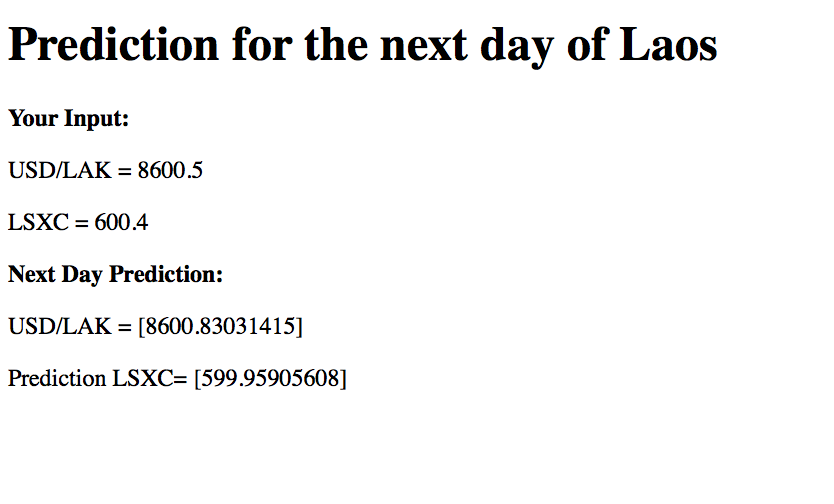 Prediction for the next day of Laos
Your Input:
USD/LAK = 8600.5
LSXC = 600.4
Next Day Prediction:
USD/LAK = [8600.83031415]
Prediction LSXC= [599.95905608]